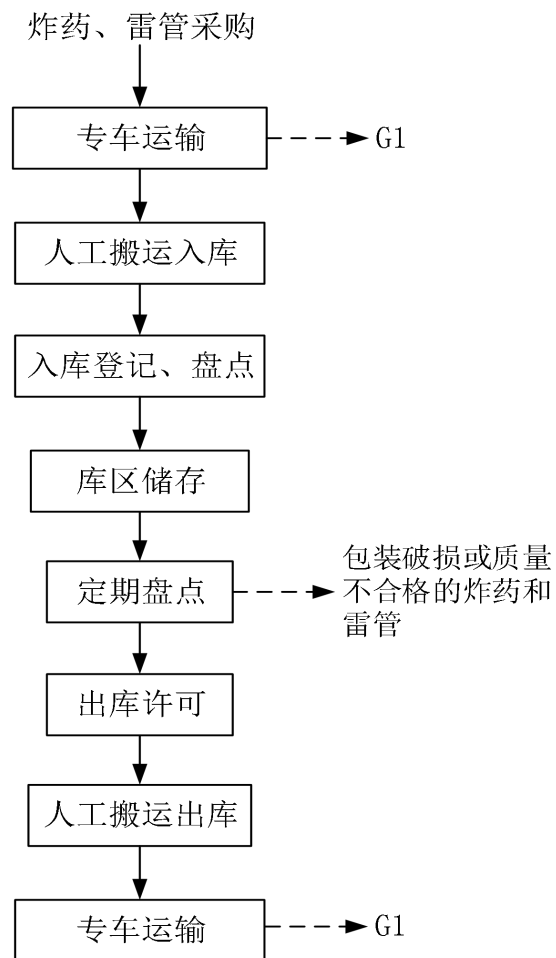 炸药、雷管采购
专车运输
G1
人工搬运入库
入库登记、盘点
库区储存
定期盘点
包装破损或质量
不合格的炸药和
雷管
出库许可
人工搬运出库
专车运输
G1